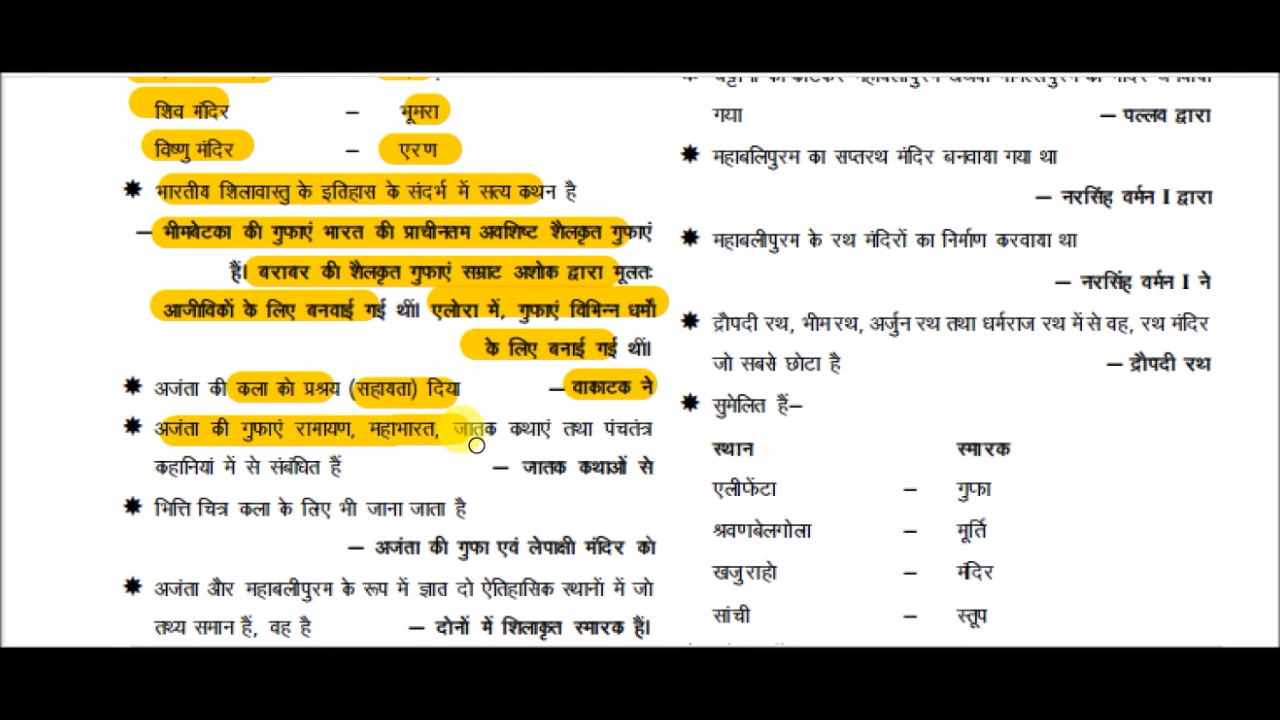 शिव मंदिर – भूमरा
विष्णु मंदिर – एरण
✷ भारतीय शिलावास्तु के इतिहास के संदर्भ में सत्य कथन है
– भीमबेटका की गुफाएं भारत की प्राचीनतम अवशिष्ट शैलकृत गुफाएं
हैं। बराबर की शैलकृत गुफाएं सम्राट अशोक द्वारा मूलतः
आजीविकों के लिए बनवाई गई थीं। एलोरा में, गुफाएं विभिन्न धर्मों
के लिए बनाई गई थीं।
✷ अजंता की कला को प्रश्रय (सहायता) दिया – वाकाटक ने
✷ अजंता की गुफाएं रामायण, महाभारत, जातक कथाएं तथा पंचतंत्र
कहानियां में से संबंधित हैं – जातक कथाओं से
✷ भित्ति चित्र कला के लिए भी जाना जाता है
– अजंता की गुफा एवं लेपाक्षी मंदिर को
✷ अजंता और महाबलीपुरम के रूप में ज्ञात दो ऐतिहासिक स्थानों में जो
तथ्य समान हैं, वह है – दोनों में शिलाकृत स्मारक हैं।
गया – पल्लव द्वारा
✷ महाबलिपुरम का सप्तरथ मंदिर बनवाया गया था
– नरसिंह वर्मन I द्वारा
✷ महाबलीपुरम के रथ मंदिरों का निर्माण करवाया था
– नरसिंह वर्मन I ने
✷ द्रौपदी रथ, भीम रथ, अर्जुन रथ तथा धर्मराज रथ में से वह, रथ मंदिर
जो सबसे छोटा है – द्रौपदी रथ
✷ सुमेलित हैं–
स्थान स्मारक
एलीफेंटा – गुफा
श्रवणबेलगोला – मूर्ति
खजुराहो – मंदिर
सांची – स्तूप